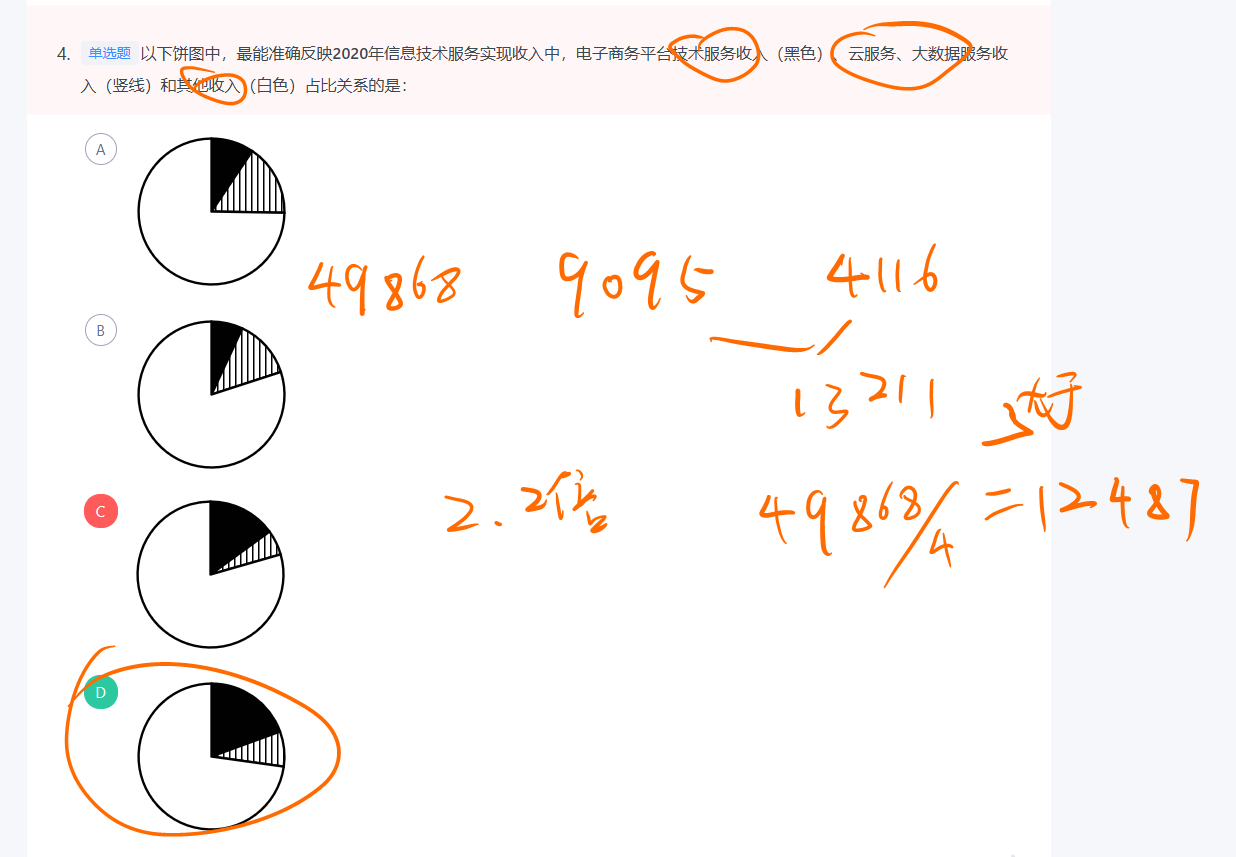 4. 单选题 以下饼图中，最能准确反映2020年信息技术服务实现收入中，电子商务平台技术服务收入（黑色）、云服务、大数据服务收
入（竖线）和其他收入（白色）占比关系的是：
A
49868 9095 4116
B
13211 大于
C
2.2倍 49868/4=12487
D